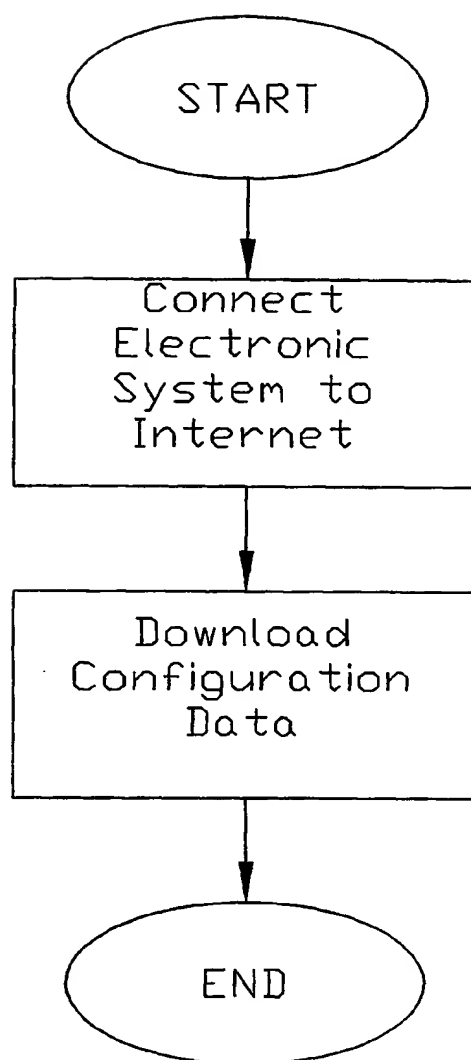 START
Connect
Electronic
System to
Internet
Download
Configuration
Data
END